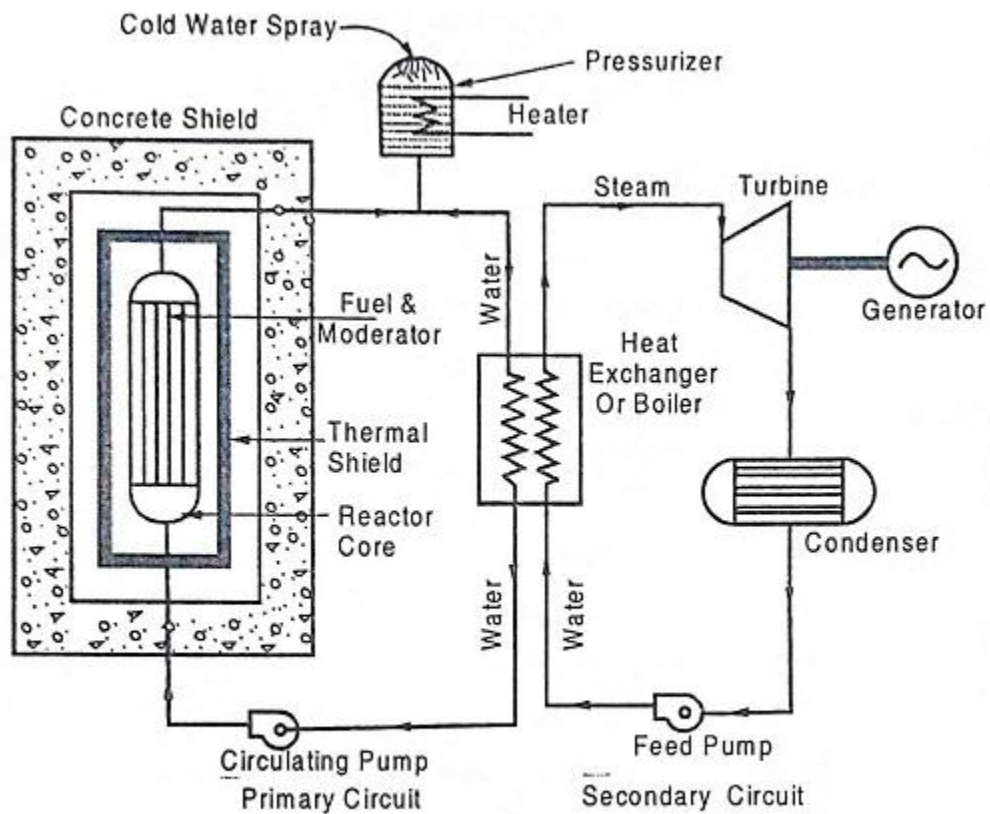 Cold Water Spray
Pressurizer
Healer
Concrete Shield
Steam
Turbine
Water
Fuel &
Moderator
Generator
Heat
Exchanger
Or Boiler
Thermal
Shield
Reactor
Core
Condenser
Water
Water
Circulating Pump
Feed Pump
Primary Circuit
Secondary Circuit